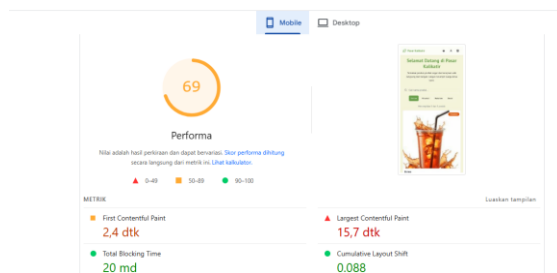 Mobile
Desktop
69
Performa
Nilai adalah hasil perkiraan dan dapat bervariasi. Skor performa dihitung
secara langsung dari metrik ini. Lihat kalkulator.
0–49
50–89
90–100
METRIK
Luaskan tampilan
First Contentful Paint
2,4 dtk
Largest Contentful Paint
15,7 dtk
Total Blocking Time
20 md
Cumulative Layout Shift
0.088
Selamat Datang di Pawon